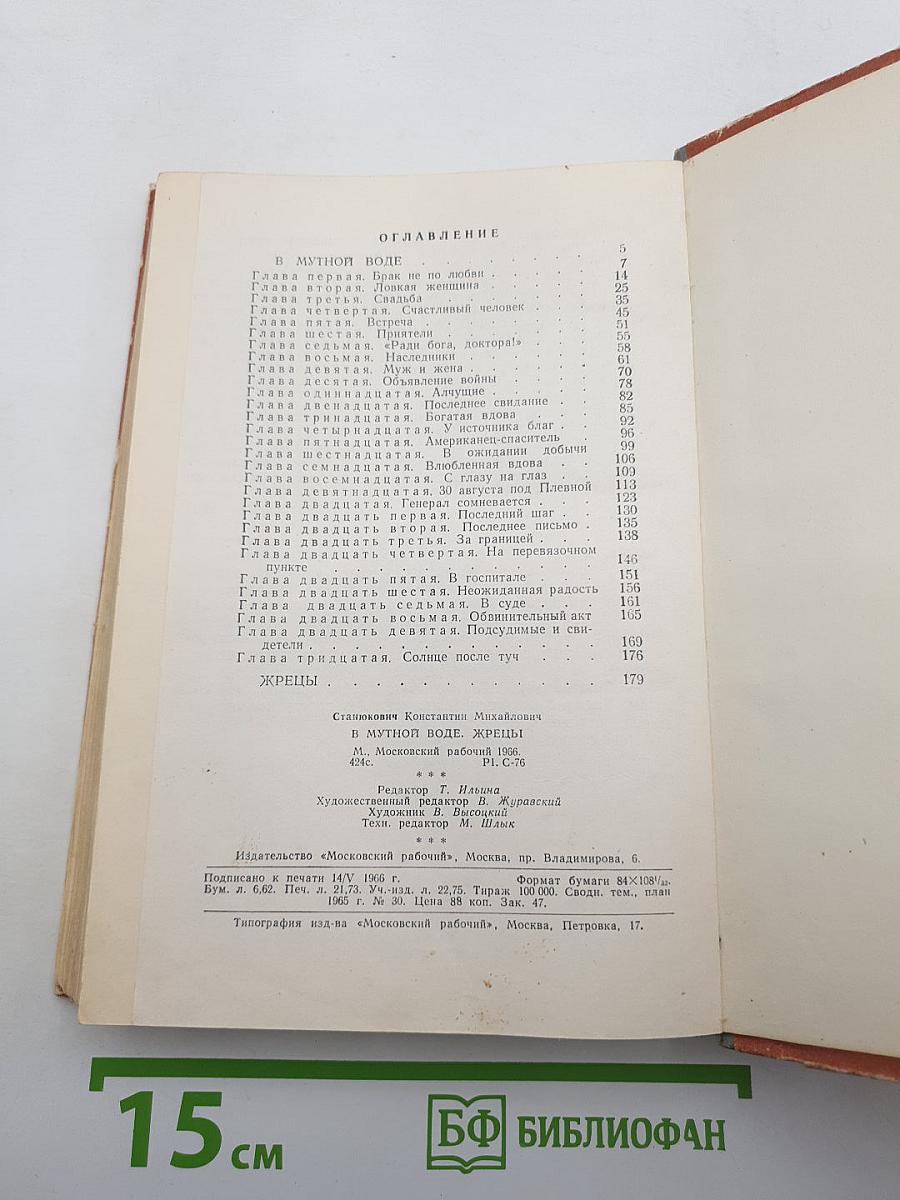 ОГЛАВЛЕНИЕ
В МУТНОЙ ВОДЕ . . . . . . . 5
Глава первая. Брак не по любви . . . . . 7
Глава вторая. Ловкая женщина . . . . . 14
Глава третья. Свадьба . . . . . . 25
Глава четвертая. Счастливый человек . . . 35
Глава пятая. Встреча . . . . . . . 45
Глава шестая. Приятели . . . . . . 51
Глава седьмая. «Ради бога, доктора!» . . . 55
Глава восьмая. Наследники . . . . . 58
Глава девятая. Муж и жена . . . . . 61
Глава десятая. Объявление войны . . . . 70
Глава одиннадцатая. Алчущие . . . . . 78
Глава двенадцатая. Последнее свидание . . 82
Глава тринадцатая. Богатая вдова . . . 85
Глава четырнадцатая. У источника благ . . 92
Глава пятнадцатая. Американец-спаситель . 96
Глава шестнадцатая. В ожидании добычи 99
Глава семнадцатая. Влюбленная вдова . . 106
Глава восемнадцатая. С глазу на глаз . . 109
Глава девятнадцатая. 30 августа под Плевной 113
Глава двадцатая. Генерал сомневается . . . 123
Глава двадцать первая. Последний шаг . . 130
Глава двадцать вторая. Последнее письмо . 135
Глава двадцать третья. За границей . . . 138
Глава двадцать четвертая. На перевязочном
пункте . . . . . . . . . . . 146
Глава двадцать пятая. В госпитале . . . 151
Глава двадцать шестая. Неожиданная радость 156
Глава двадцать седьмая. В суде . . . 161
Глава двадцать восьмая. Обвинительный акт 165
Глава двадцать девятая. Подсудимые и сви-
детели . . . . . . . . . . . . 169
Глава тридцатая. Солнце после туч . . . 176
ЖРЕЦЫ . . . . . . . . . . . 179
Станюкович Константин Михайлович
В МУТНОЙ ВОДЕ. ЖРЕЦЫ
М., Московский рабочий 1966.
424с. Р1. С-76
* * *
Редактор Т. Ильина
Художественный редактор В. Журавский
Художник В. Высоцкий
Техн. редактор М. Шлык
* * *
Издательство «Московский рабочий», Москва, пр. Владимирова, 6.
Подписано к печати 14/V 1966 г. Формат бумаги 84×108¹/₃₂.
Бум. л. 6,62. Печ. л. 21,73. Уч.-изд. л. 22,75. Тираж 100 000. Сводн. тем., план
1965 г. № 30. Цена 88 коп. Зак. 47.
Типография изд-ва «Московский рабочий», Москва, Петровка, 17.
15 см
БФ БИБЛИОФАН